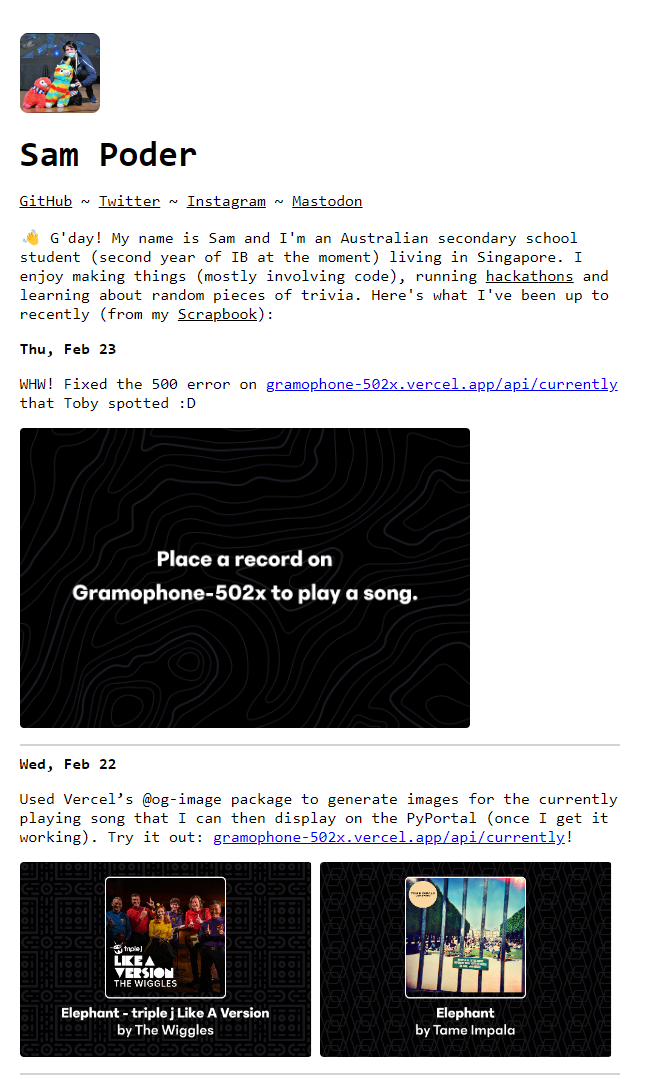 Sam Poder
GitHub ~ Twitter ~ Instagram ~ Mastodon
👋 G'day! My name is Sam and I'm an Australian secondary school
student (second year of IB at the moment) living in Singapore. I
enjoy making things (mostly involving code), running hackathons and
learning about random pieces of trivia. Here's what I've been up to
recently (from my Scrapbook):
Thu, Feb 23
WHW! Fixed the 500 error on gramophone-502x.vercel.app/api/currently
that Toby spotted :D
Place a record on
Gramophone-502x to play a song.
Wed, Feb 22
Used Vercel’s @og-image package to generate images for the currently
playing song that I can then display on the PyPortal (once I get it
working). Try it out: gramophone-502x.vercel.app/api/currently!
triple j
LIKE A
VERSION
THE WIGGLES
Elephant - triple j Like A Version
by The Wiggles
Elephant
by Tame Impala